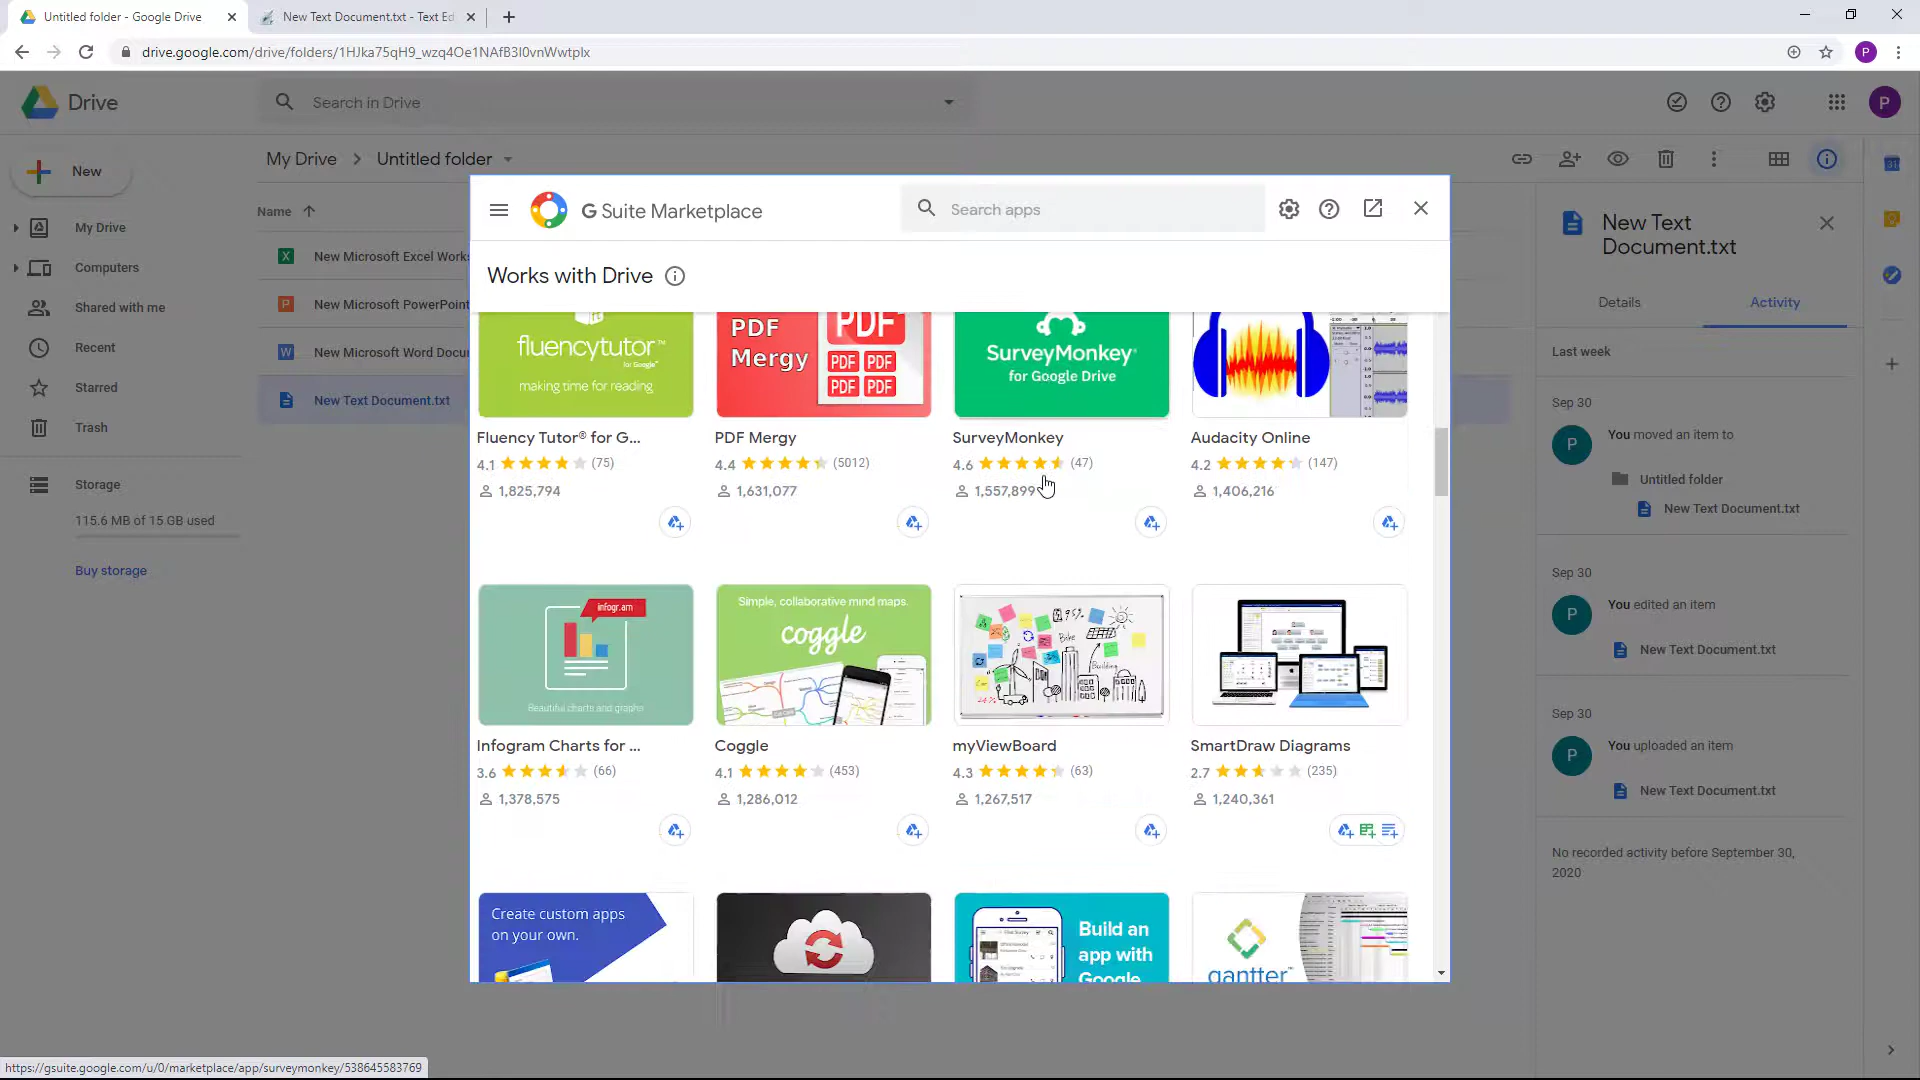 Untitled folder - Google Drive
New Text Document.txt - Text Ed
drive.google.com/drive/folders/1HJka75qH9_wzq4Oe1NAfB3I0vnWwtplx
P
Drive
Search in Drive
P
New
My Drive
Computers
Shared with me
Recent
Starred
Trash
Storage
115.6 MB of 15 GB used
Buy storage
My Drive > Untitled folder
Name
New Microsoft Excel Works
New Microsoft PowerPoint
New Microsoft Word Docu
New Text Document.txt
G Suite Marketplace
Search apps
Works with Drive
fluencytutor™
for Google™
making time for reading
Fluency Tutor® for G...
4.1 (75)
1,825,794
PDF
Mergy
PDF
PDF PDF
PDF PDF
PDF Mergy
4.4 (5012)
1,631,077
SurveyMonkey®
for Google Drive
SurveyMonkey
4.6 (47)
1,557,899
Audacity Online
4.2 (147)
1,406,216
infogr.am
Beautiful charts and graphs
Infogram Charts for ...
3.6 (66)
1,378,575
Simple, collaborative mind maps.
coggle
Coggle
4.1 (453)
1,286,012
Bike
Building
myViewBoard
4.3 (63)
1,267,517
SmartDraw Diagrams
2.7 (235)
1,240,361
Create custom apps
on your own.
Build an
app with
Google
gantter™
New Text
Document.txt
Details
Activity
Last week
Sep 30
P
You moved an item to
Untitled folder
New Text Document.txt
Sep 30
P
You edited an item
New Text Document.txt
Sep 30
P
You uploaded an item
New Text Document.txt
No recorded activity before September 30,
2020
31
https://gsuite.google.com/u/0/marketplace/app/surveymonkey/538645583769